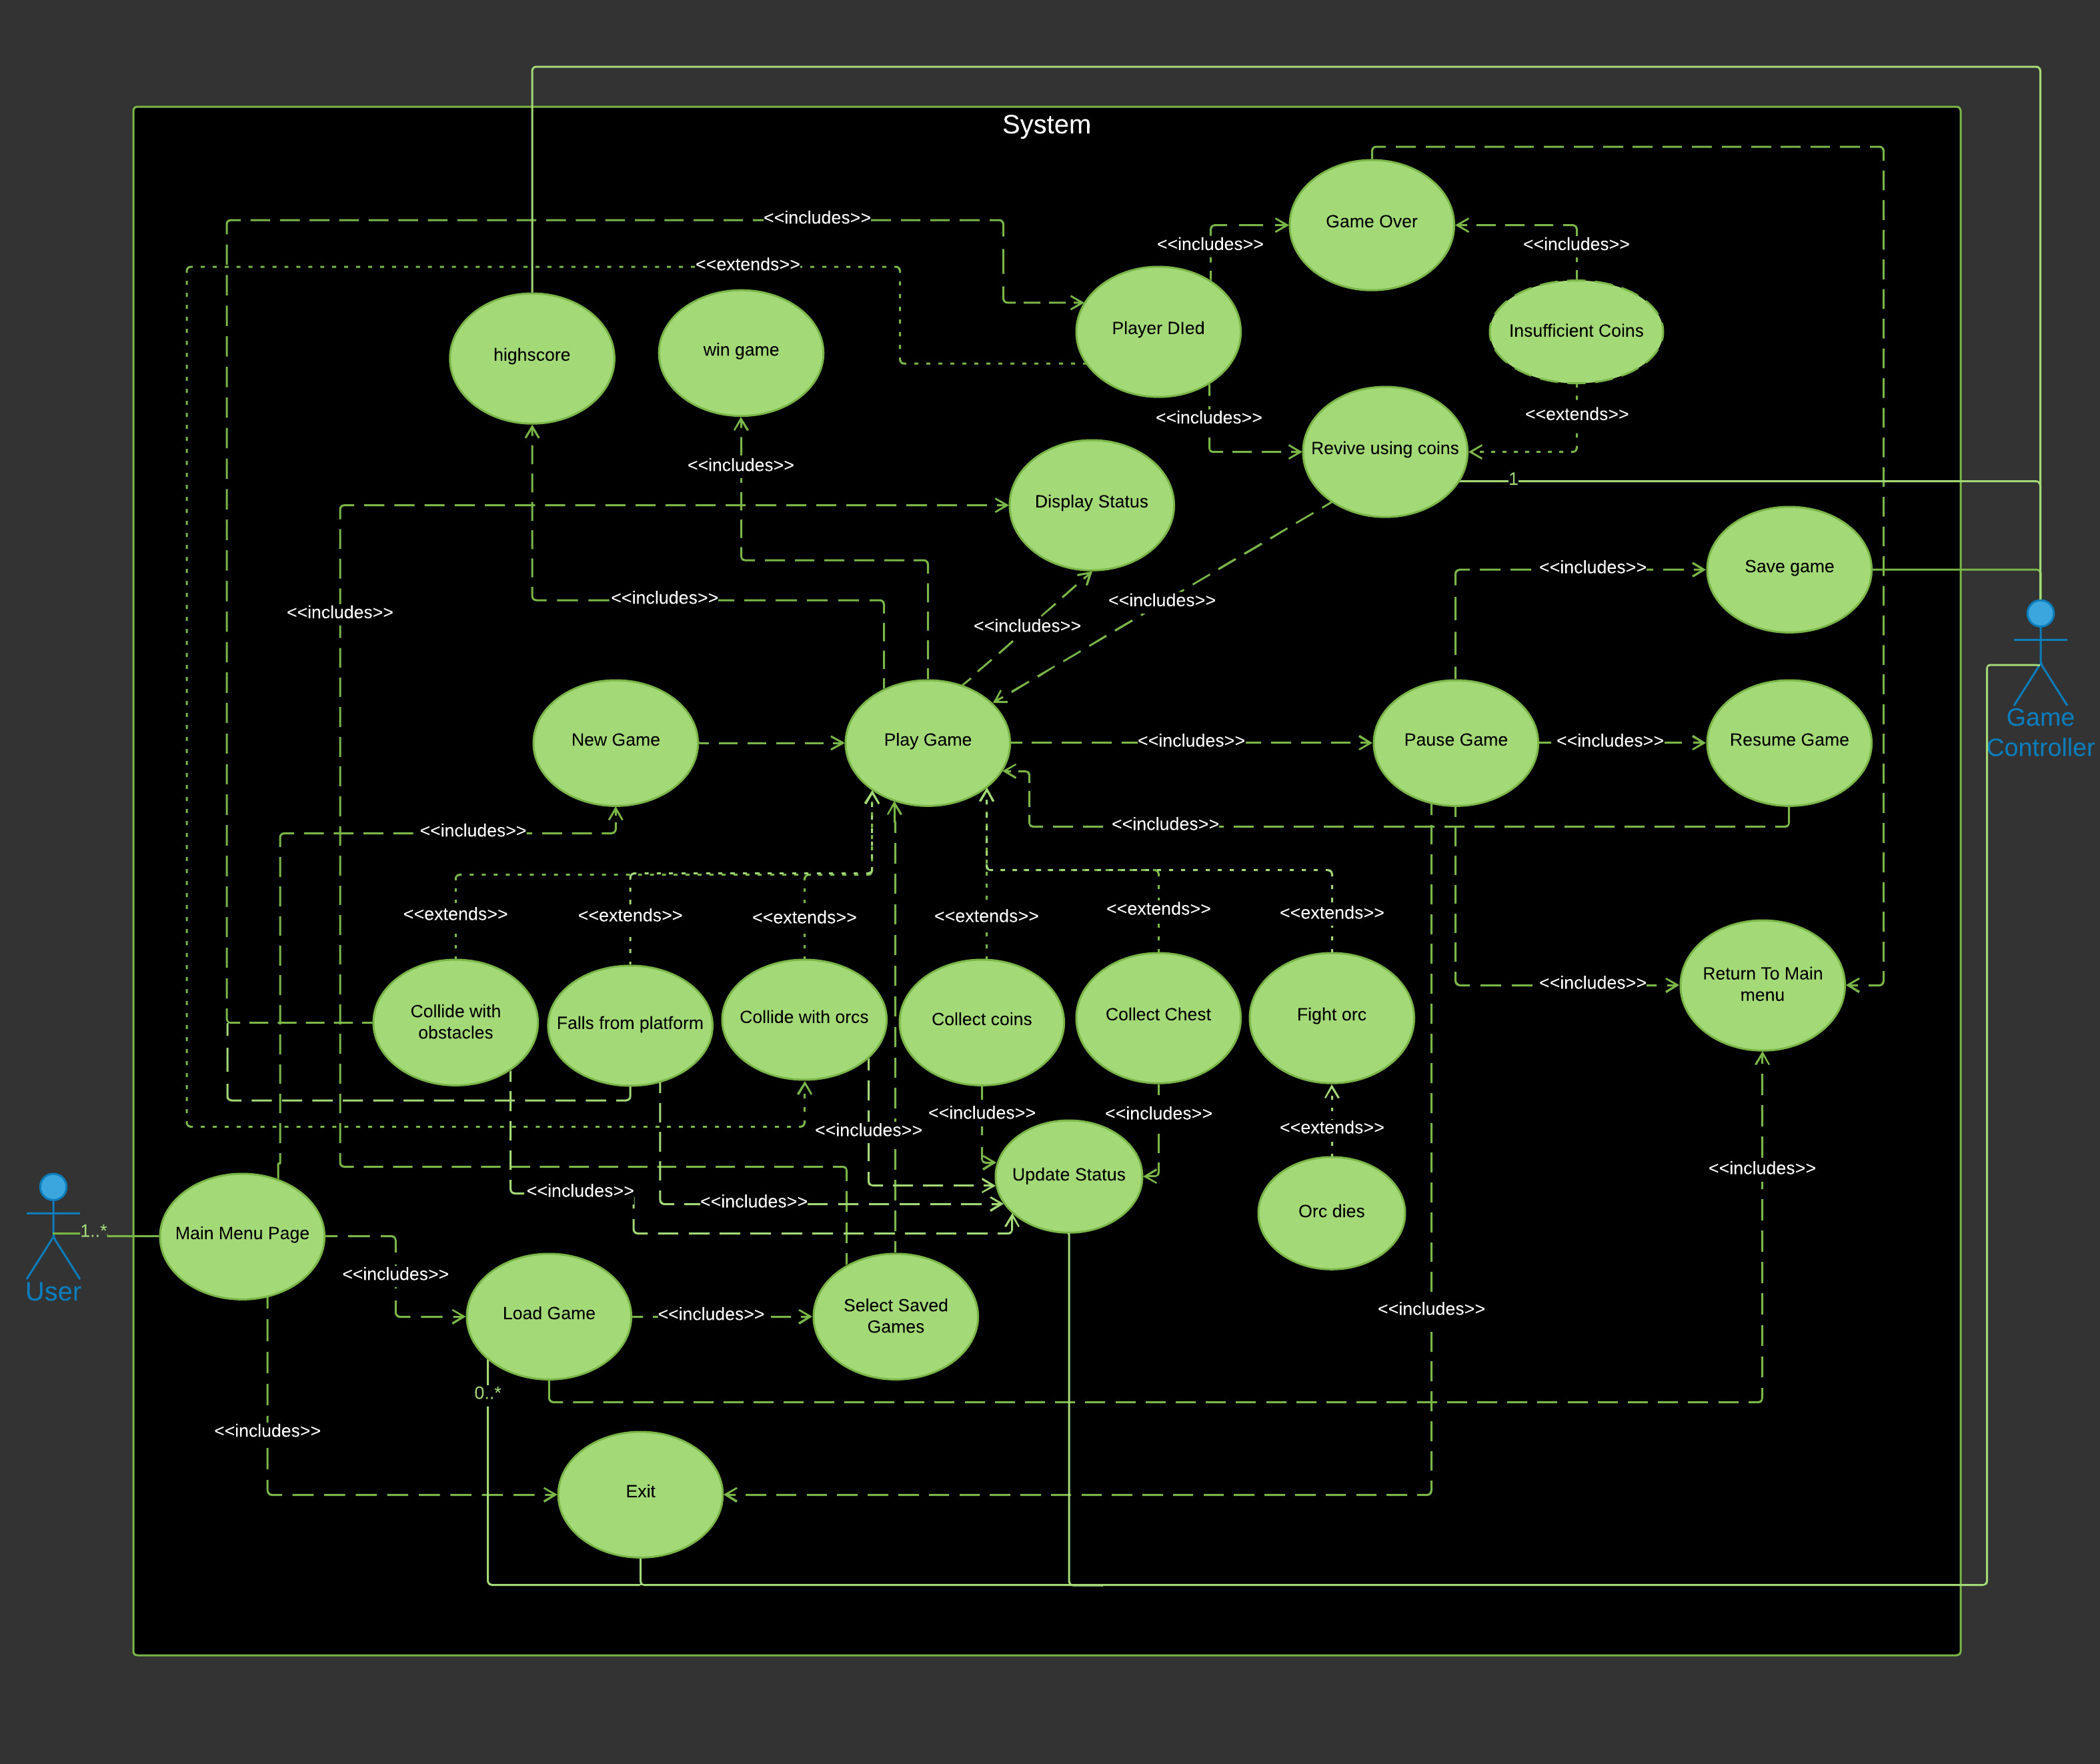 System
<<includes>>
Game Over
<<includes>>
<<includes>>
<<extends>>
Player DIed
Insufficient Coins
highscore
win game
<<includes>>
<<extends>>
Revive using coins
<<includes>>
1
Display Status
Save game
<<includes>>
<<includes>>
<<includes>>
<<includes>>
<<includes>>
Game
Controller
New Game
Play Game
<<includes>>
Pause Game
<<includes>>
Resume Game
<<includes>>
<<includes>>
<<extends>>
<<extends>>
<<extends>>
<<extends>>
<<extends>>
<<extends>>
Return To Main
menu
<<includes>>
Collide with
obstacles
Falls from platform
Collide with orcs
Collect coins
Collect Chest
Fight orc
<<includes>>
<<includes>>
<<includes>>
<<extends>>
<<includes>>
Update Status
<<includes>>
<<includes>>
Orc dies
Main Menu Page
1..*
User
<<includes>>
Load Game
<<includes>>
Select Saved
Games
<<includes>>
0..*
<<includes>>
Exit